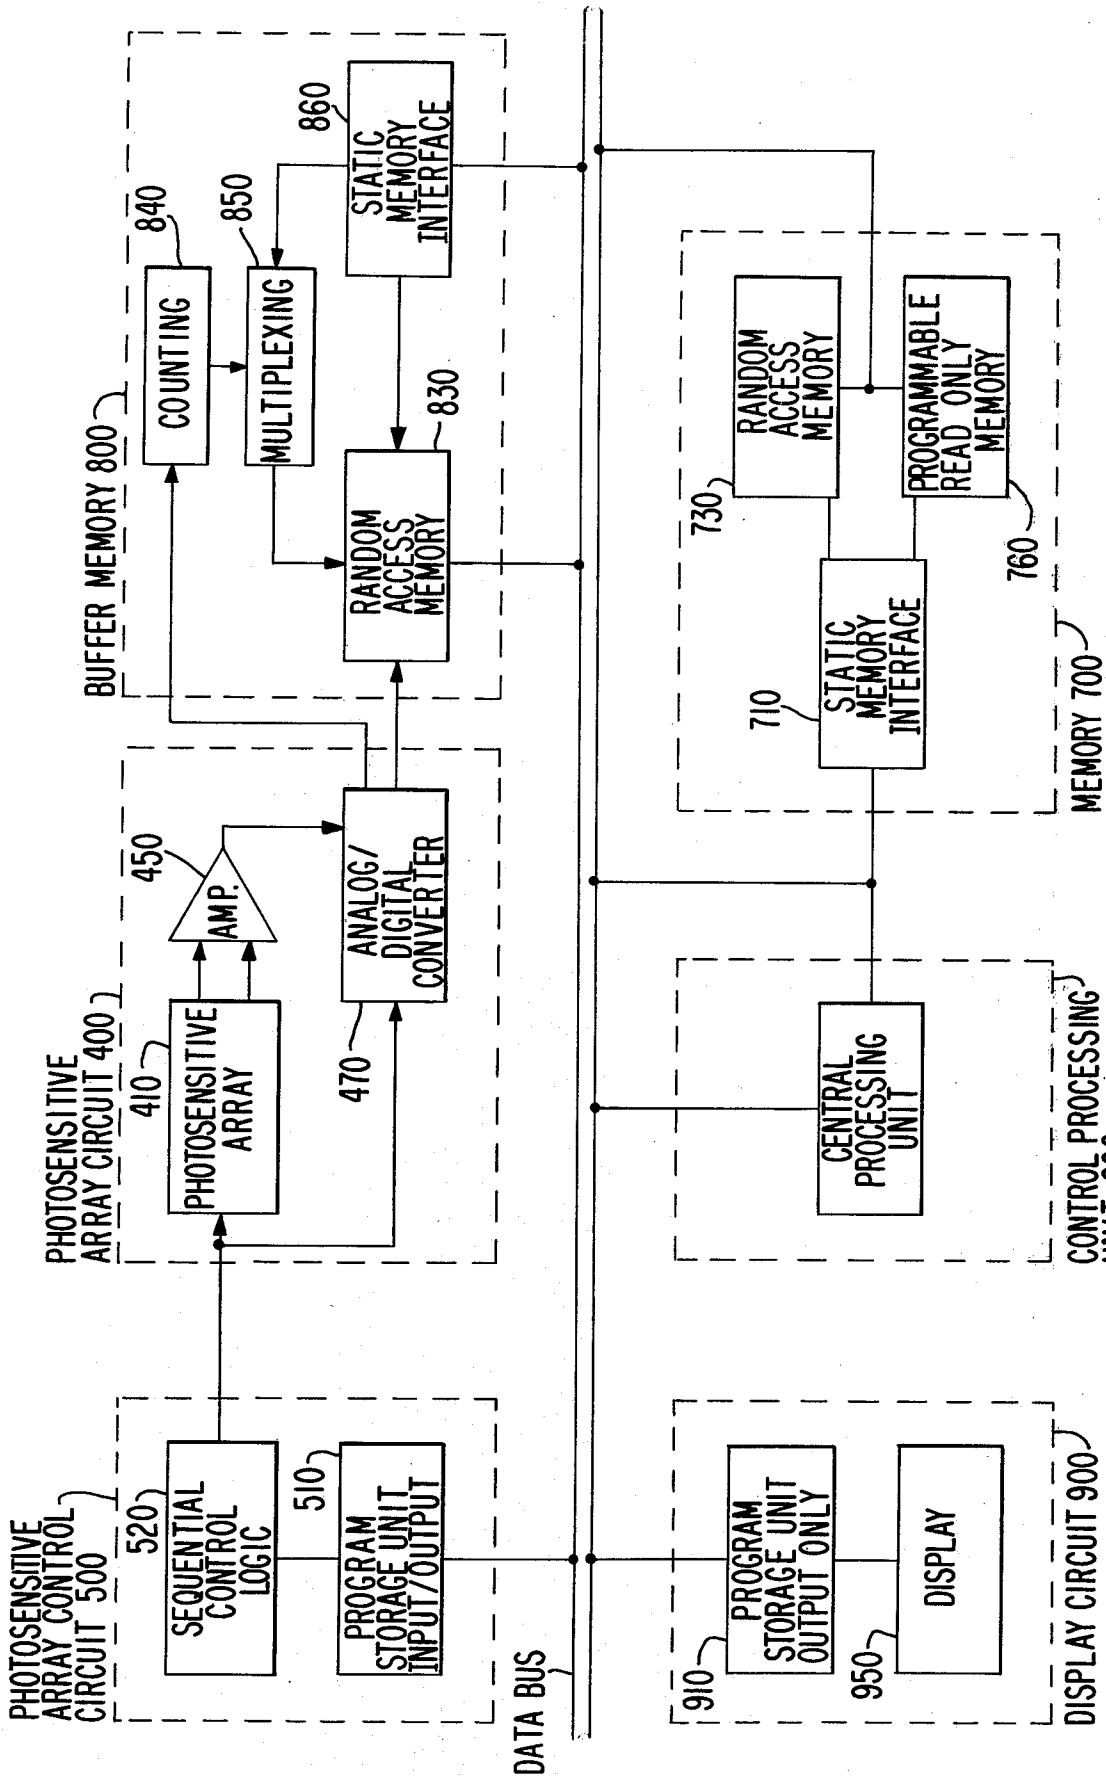 PHOTOSENSITIVE
ARRAY CONTROL
CIRCUIT 500
520
SEQUENTIAL
CONTROL
LOGIC
510
PROGRAM
STORAGE UNIT
INPUT/OUTPUT
PHOTOSENSITIVE
ARRAY CIRCUIT 400
410
PHOTOSENSITIVE
ARRAY
450
AMP.
470
ANALOG/
DIGITAL
CONVERTER
BUFFER MEMORY 800
840
COUNTING
850
MULTIPLEXING
860
STATIC
MEMORY
INTERFACE
830
RANDOM
ACCESS
MEMORY
DATA BUS
910
PROGRAM
STORAGE UNIT
OUTPUT ONLY
950
DISPLAY
DISPLAY CIRCUIT 900
CENTRAL
PROCESSING
UNIT
CONTROL PROCESSING
710
STATIC
MEMORY
INTERFACE
730
RANDOM
ACCESS
MEMORY
760
PROGRAMMABLE
READ ONLY
MEMORY
MEMORY 700